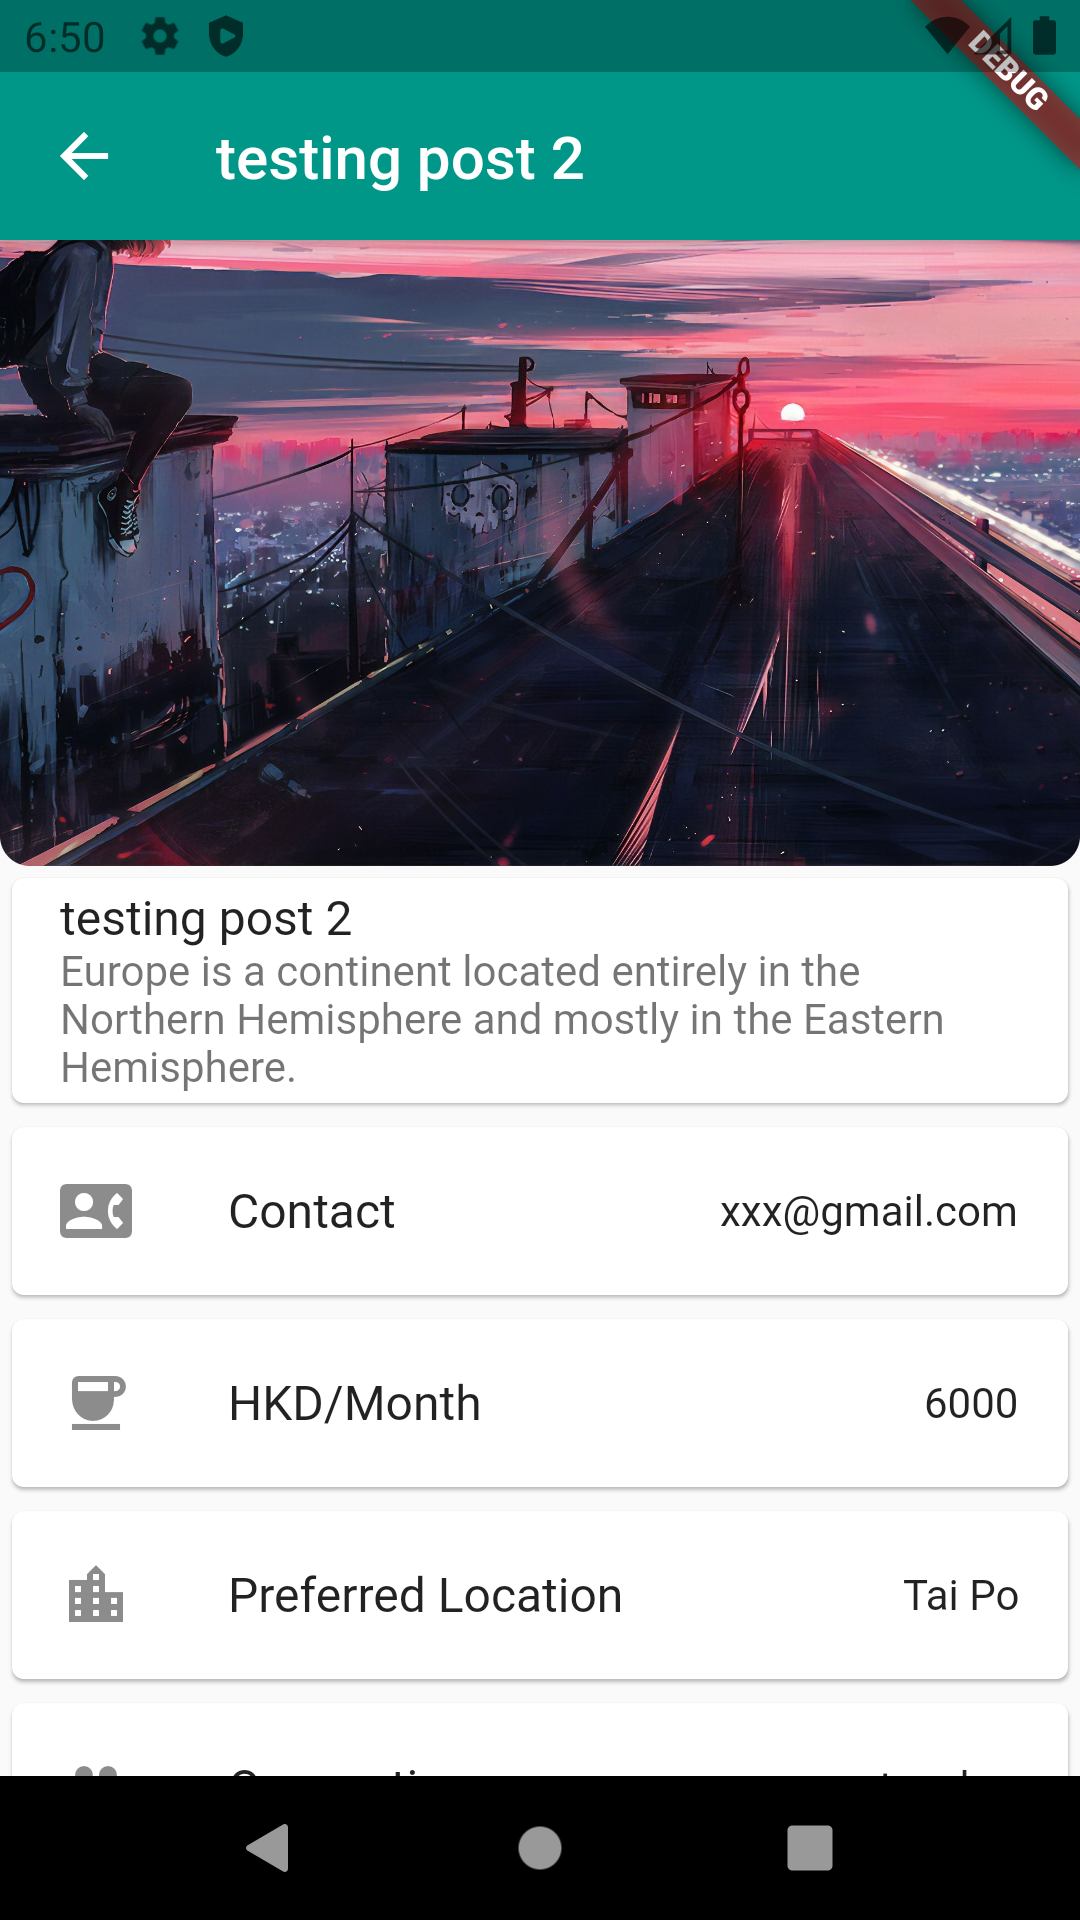 6:50
DEBUG
testing post 2
testing post 2
Europe is a continent located entirely in the
Northern Hemisphere and mostly in the Eastern
Hemisphere.
Contact xxx@gmail.com
HKD/Month 6000
Preferred Location Tai Po